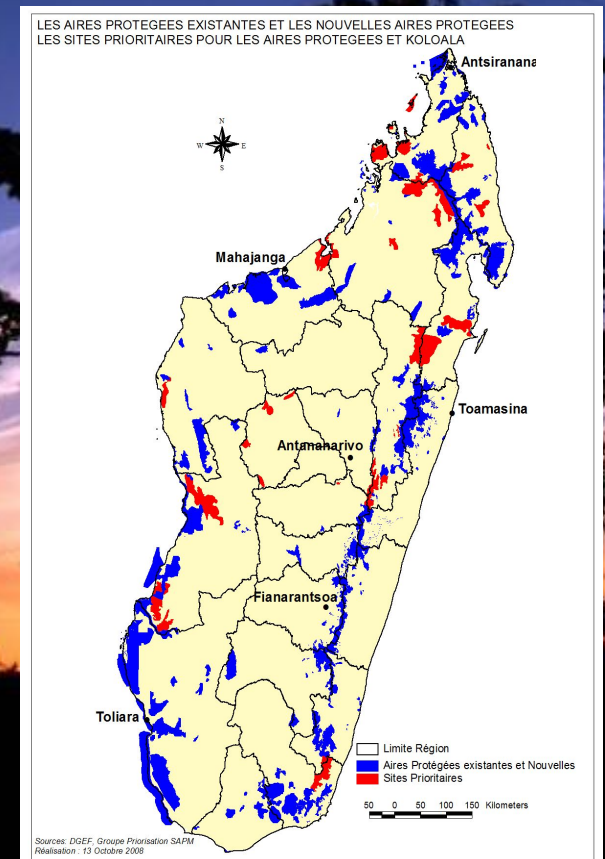 LES AIRES PROTEGEES EXISTANTES ET LES NOUVELLES AIRES PROTEGEES
LES SITES PRIORITAIRES POUR LES AIRES PROTEGEES ET KOLOALA
Antsiranana
N
W E
S
Mahajanga
Toamasina
Antananarivo
Fianarantsoa
Toliara
Limite Région
Aires Protégées existantes et Nouvelles
Sites Prioritaires
50 0 50 100 150 Kilometers
Sources: DGEF, Groupe Priorisation SAPM
Réalisation : 13 Octobre 2008